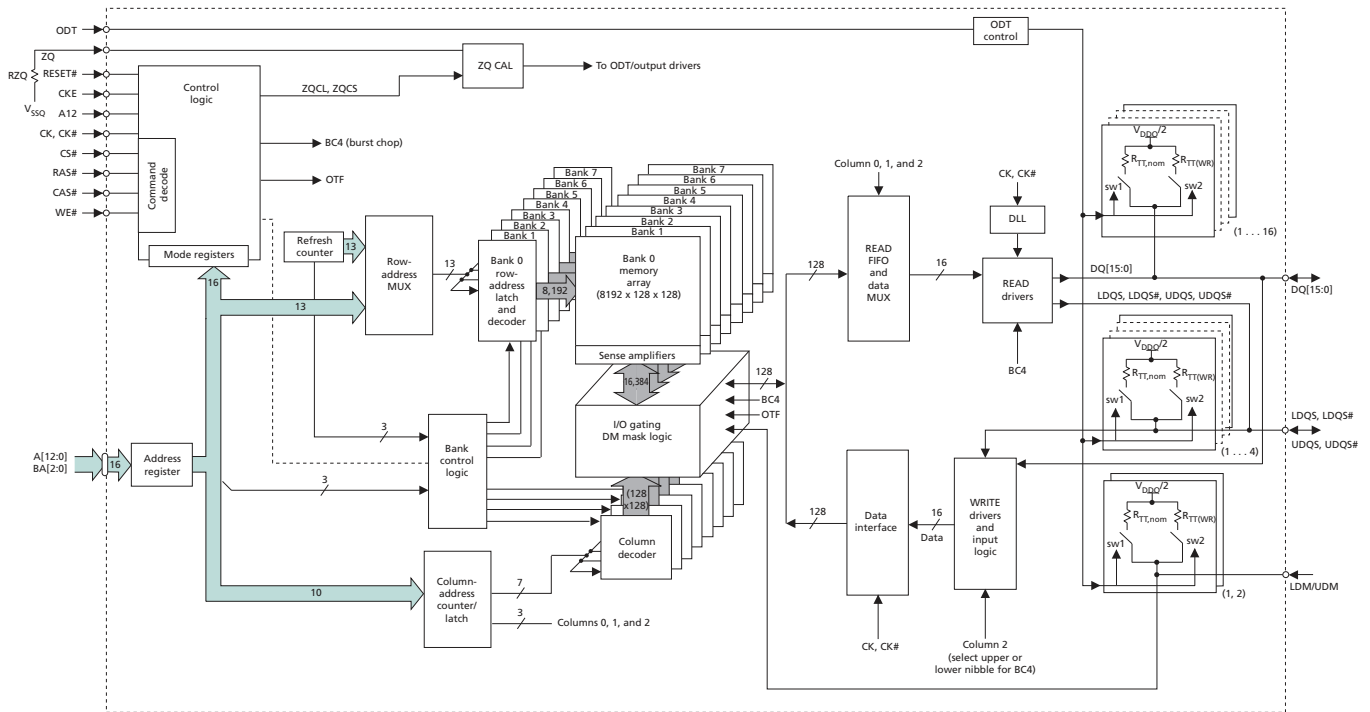 ODT
ODT
control
ZQ
RZQ
RESET#
CKE
VSSQ
A12
CK, CK#
CS#
RAS#
CAS#
WE#
Control
logic
Command
decode
Mode registers
ZQCL, ZQCS
ZQ CAL
To ODT/output drivers
BC4 (burst chop)
OTF
Refresh
counter
13
Row-
address
MUX
13
16
13
Bank 7
Bank 6
Bank 5
Bank 4
Bank 3
Bank 2
Bank 1
Bank 0
row-
address
latch
and
decoder
8,192
Bank 7
Bank 6
Bank 5
Bank 4
Bank 3
Bank 2
Bank 1
Bank 0
memory
array
(8192 x 128 x 128)
Sense amplifiers
16,384
I/O gating
DM mask logic
128
BC4
OTF
(128
x128)
Column
decoder
A[12:0]
BA[2:0]
16
Address
register
3
3
Bank
control
logic
10
Column-
address
counter/
latch
7
3
Columns 0, 1, and 2
Column 0, 1, and 2
128
READ
FIFO
and
data
MUX
16
CK, CK#
DLL
READ
drivers
BC4
DQ[15:0]
LDQS, LDQS#, UDQS, UDQS#
128
Data
interface
16
Data
WRITE
drivers
and
input
logic
CK, CK#
Column 2
(select upper or
lower nibble for BC4)
VDDQ/2
RTT,nom
RTT(WR)
sw1
sw2
(1 . . . 16)
DQ[15:0]
VDDQ/2
RTT,nom
RTT(WR)
sw1
sw2
(1 . . . 4)
LDQS, LDQS#
UDQS, UDQS#
VDDQ/2
RTT,nom
RTT(WR)
sw1
sw2
(1, 2)
LDM/UDM